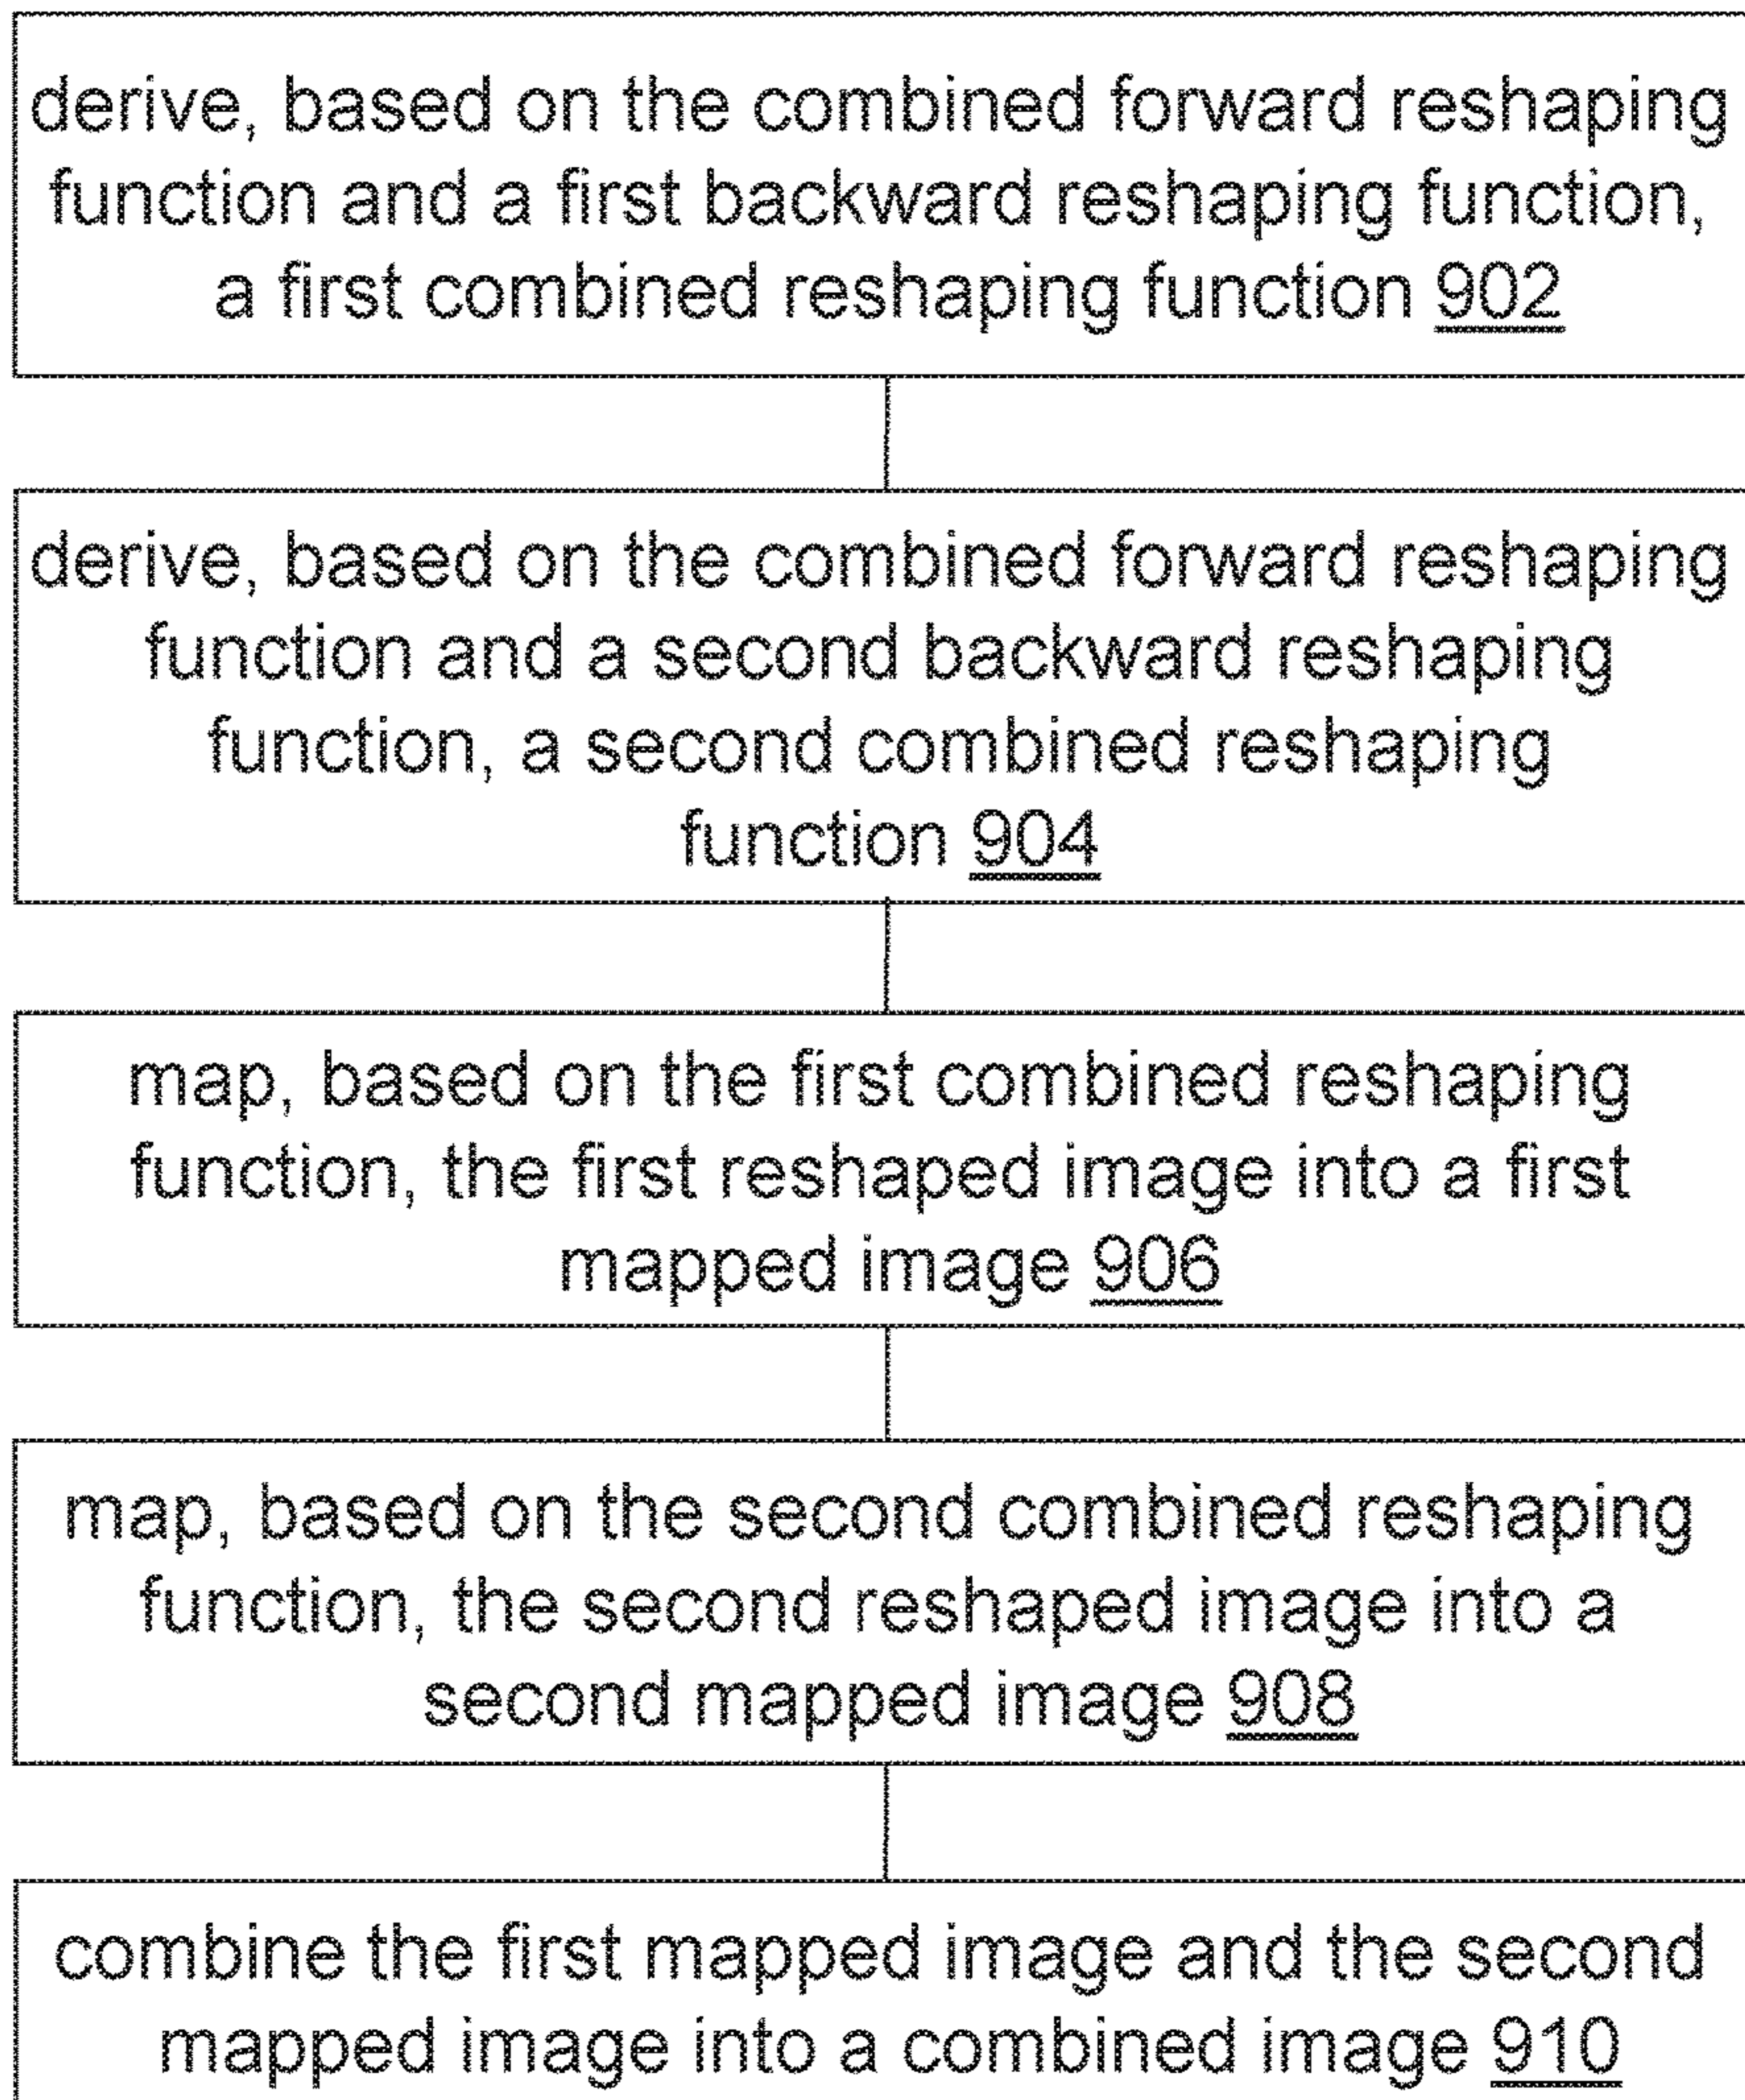 derive, based on the combined forward reshaping
function and a first backward reshaping function,
a first combined reshaping function 902
derive, based on the combined forward reshaping
function and a second backward reshaping
function, a second combined reshaping
function 904
map, based on the first combined reshaping
function, the first reshaped image into a first
mapped image 906
map, based on the second combined reshaping
function, the second reshaped image into a
second mapped image 908
combine the first mapped image and the second
mapped image into a combined image 910